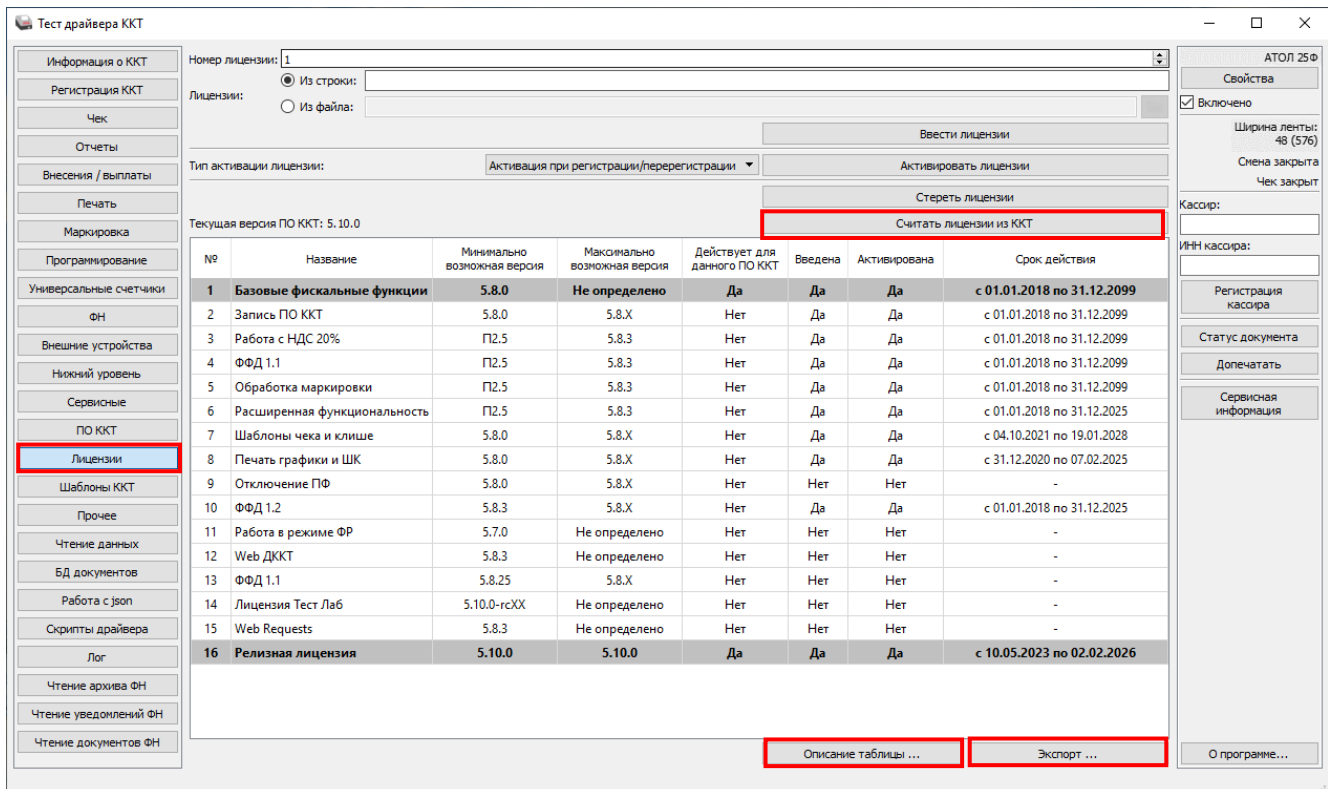 Тест драйвера ККТ
Информация о ККТ
Регистрация ККТ
Чек
Отчеты
Внесения / выплаты
Печать
Маркировка
Программирование
Универсальные счетчики
ФН
Внешние устройства
Нижний уровень
Сервисные
ПО ККТ
Лицензии
Шаблоны ККТ
Прочее
Чтение данных
БД документов
Работа с json
Скрипты драйвера
Лог
Чтение архива ФН
Чтение уведомлений ФН
Чтение документов ФН
Номер лицензии: 1
Лицензии:
Из строки:
Из файла:
Ввести лицензии
Тип активации лицензии: Активация при регистрации/перерегистрации Активировать лицензии
Стереть лицензии
Текущая версия ПО ККТ: 5.10.0 Считать лицензии из ККТ
№ Название Минимально возможная версия Максимально возможная версия Действует для данного ПО ККТ Введена Активирована Срок действия
1 Базовые фискальные функции 5.8.0 Не определено Да Да Да с 01.01.2018 по 31.12.2099
2 Запись ПО ККТ 5.8.0 5.8.X Нет Да Да с 01.01.2018 по 31.12.2099
3 Работа с НДС 20% П2.5 5.8.3 Нет Да Да с 01.01.2018 по 31.12.2099
4 ФФД 1.1 П2.5 5.8.3 Нет Да Да с 01.01.2018 по 31.12.2099
5 Обработка маркировки П2.5 5.8.3 Нет Да Да с 01.01.2018 по 31.12.2099
6 Расширенная функциональность П2.5 5.8.3 Нет Да Да с 01.01.2018 по 31.12.2025
7 Шаблоны чека и клише 5.8.0 5.8.X Нет Да Да с 04.10.2021 по 19.01.2028
8 Печать графики и ШК 5.8.0 5.8.X Нет Да Да с 31.12.2020 по 07.02.2025
9 Отключение ПФ 5.8.0 5.8.X Нет Нет Нет -
10 ФФД 1.2 5.8.3 5.8.X Нет Да Да с 01.01.2018 по 31.12.2025
11 Работа в режиме ФР 5.7.0 Не определено Нет Нет Нет -
12 Web ДККТ 5.8.3 Не определено Нет Нет Нет -
13 ФФД 1.1 5.8.25 5.8.X Нет Нет Нет -
14 Лицензия Тест Лаб 5.10.0-rcXX Не определено Нет Нет Нет -
15 Web Requests 5.8.3 Не определено Нет Нет Нет -
16 Релизная лицензия 5.10.0 5.10.0 Да Да Да с 10.05.2023 по 02.02.2026
Описание таблицы ... Экспорт ...
АТОЛ 25Ф
Свойства
Включено
Ширина ленты:
48 (576)
Смена закрыта
Чек закрыт
Кассир:
ИНН кассира:
Регистрация
кассира
Статус документа
Допечатать
Сервисная
информация
О программе...